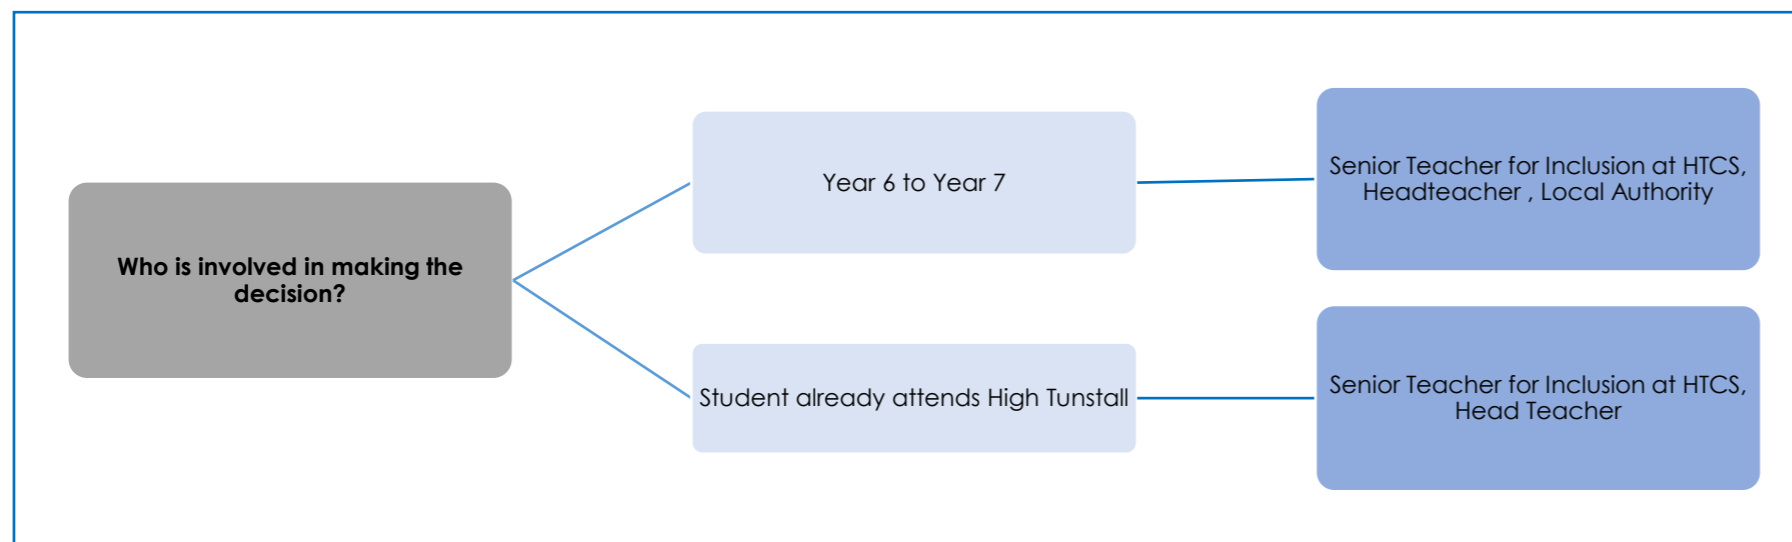 Who is involved in making the
decision?
Year 6 to Year 7
Senior Teacher for Inclusion at HTCS,
Headteacher , Local Authority
Student already attends High Tunstall
Senior Teacher for Inclusion at HTCS,
Head Teacher